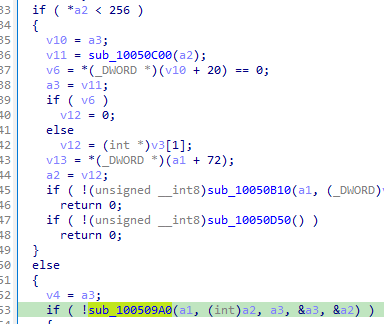 33 if ( *a2 < 256 )
34 {
35 v10 = a3;
36 v11 = sub_10050C00(a2);
37 v6 = *(_DWORD *)(v10 + 20) == 0;
38 a3 = v11;
39 if ( v6 )
40 v12 = 0;
41 else
42 v12 = (int *)v3[1];
43 v13 = *(_DWORD *)(a1 + 72);
44 a2 = v12;
45 if ( !(unsigned __int8)sub_10050B10(a1, (_DWORD)v
46 return 0;
47 if ( !(unsigned __int8)sub_10050D50() )
48 return 0;
49 }
50 else
51 {
52 v4 = a3;
53 if ( !sub_100509A0(a1, (int)a2, a3, &a3, &a2) )